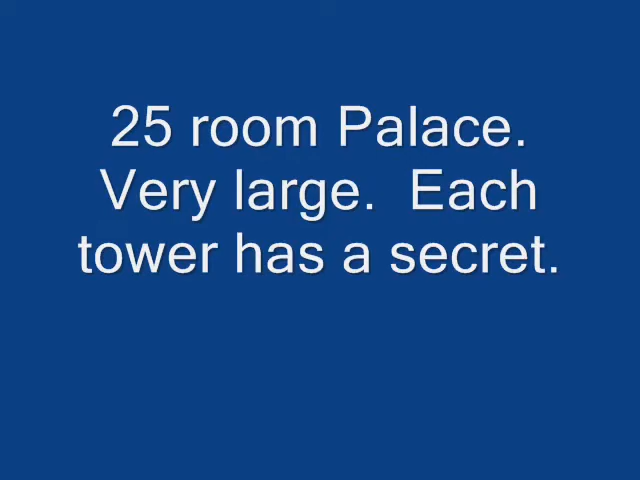 25 room Palace.
Very large.  Each
tower has a secret.